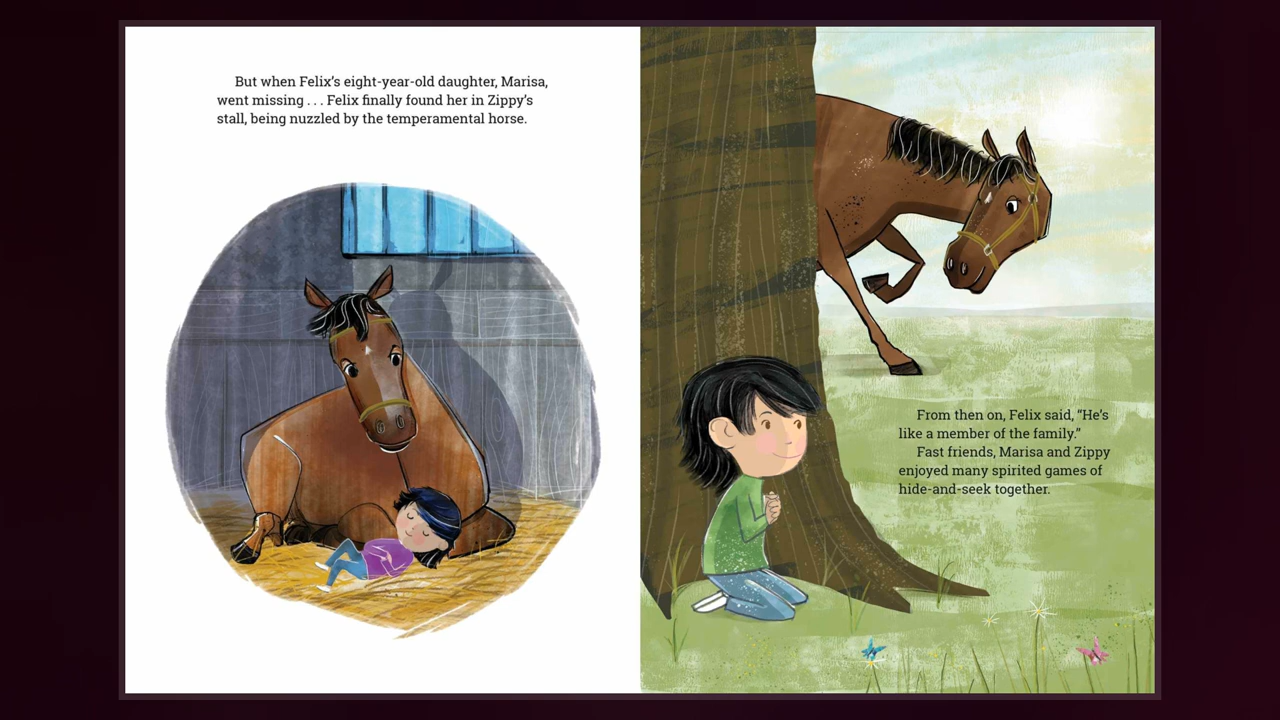 But when Felix’s eight-year-old daughter, Marisa,
went missing . . . Felix finally found her in Zippy’s
stall, being nuzzled by the temperamental horse.
From then on, Felix said, “He’s
like a member of the family.”
Fast friends, Marisa and Zippy
enjoyed many spirited games of
hide-and-seek together.